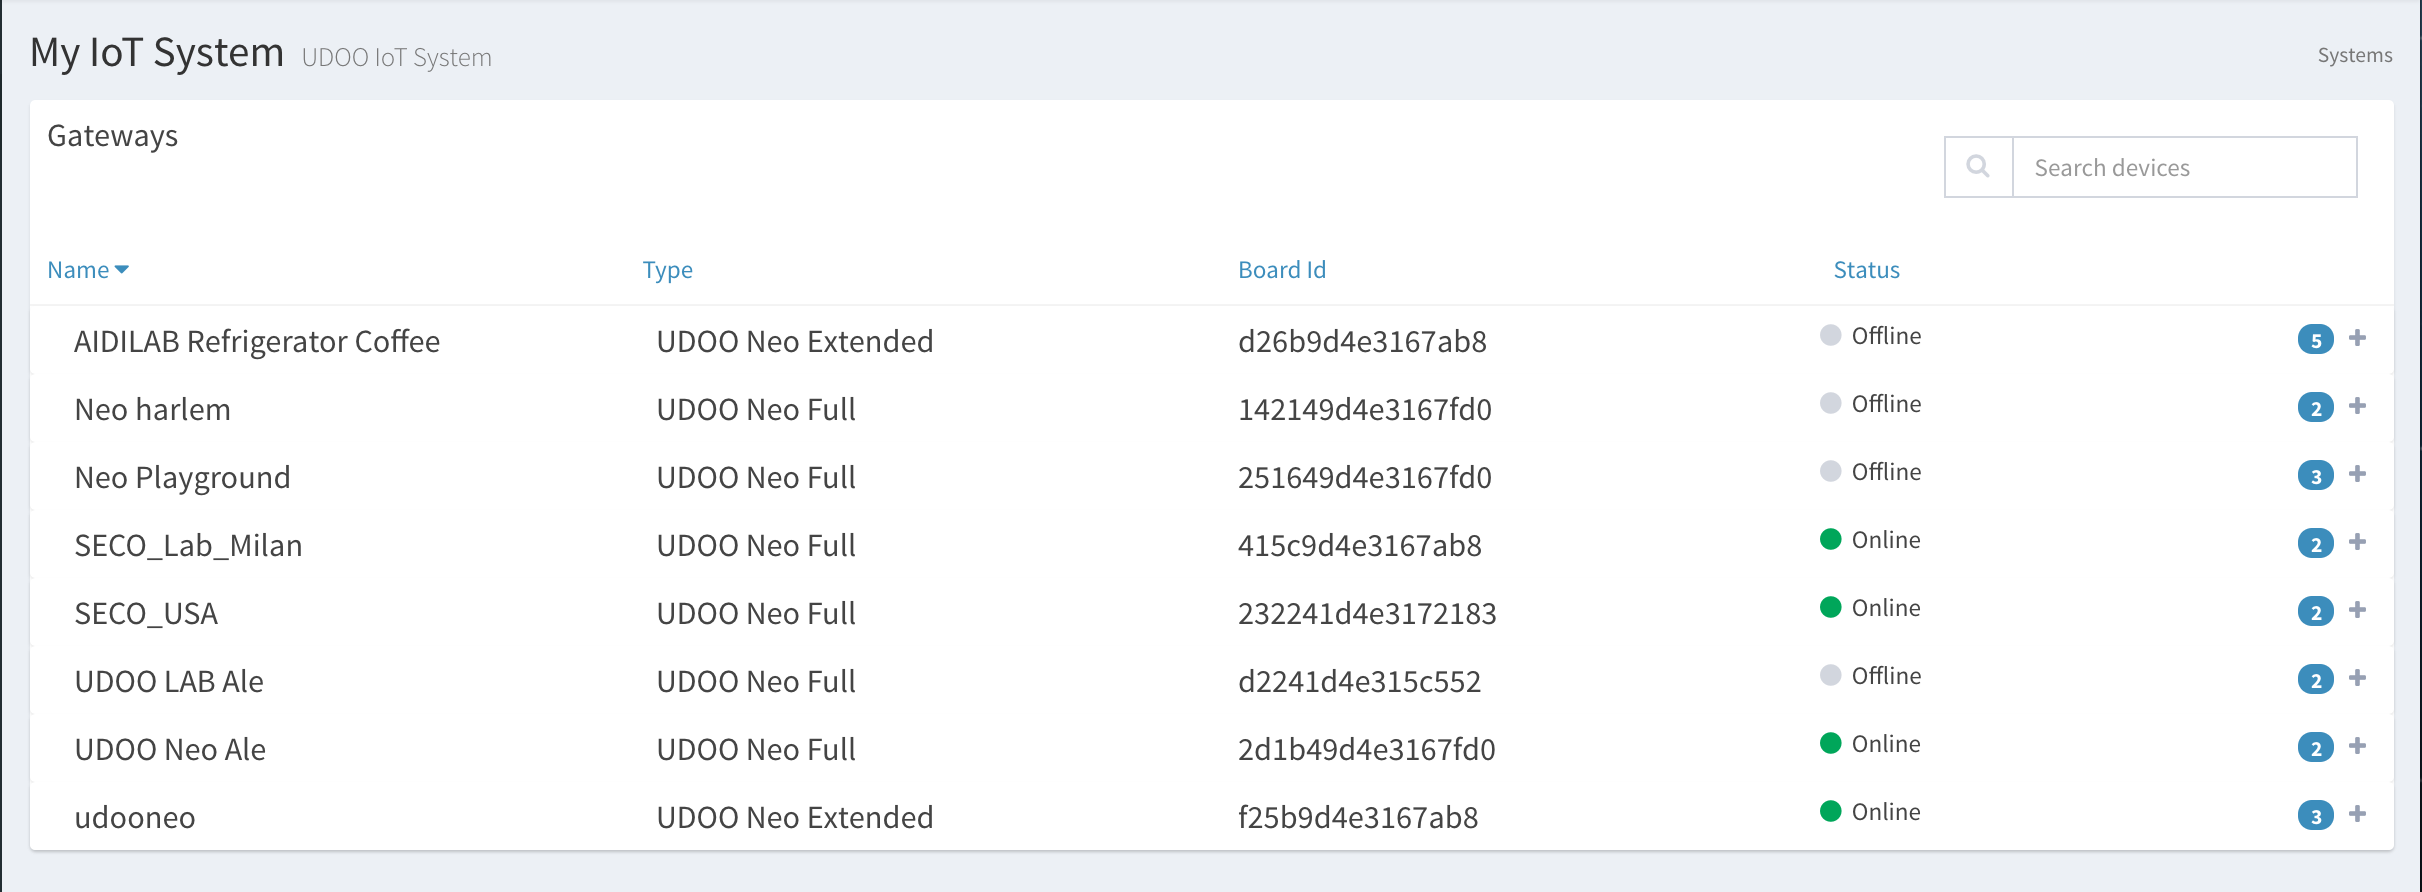 My IoT System UDOO IoT System Systems
Gateways
Search devices
Name Type Board Id Status
AIDILAB Refrigerator Coffee UDOO Neo Extended d26b9d4e3167ab8 Offline 5 +
Neo harlem UDOO Neo Full 142149d4e3167fd0 Offline 2 +
Neo Playground UDOO Neo Full 251649d4e3167fd0 Offline 3 +
SECO_Lab_Milan UDOO Neo Full 415c9d4e3167ab8 Online 2 +
SECO_USA UDOO Neo Full 232241d4e3172183 Online 2 +
UDOO LAB Ale UDOO Neo Full d2241d4e315c552 Offline 2 +
UDOO Neo Ale UDOO Neo Full 2d1b49d4e3167fd0 Online 2 +
udooneo UDOO Neo Extended f25b9d4e3167ab8 Online 3 +